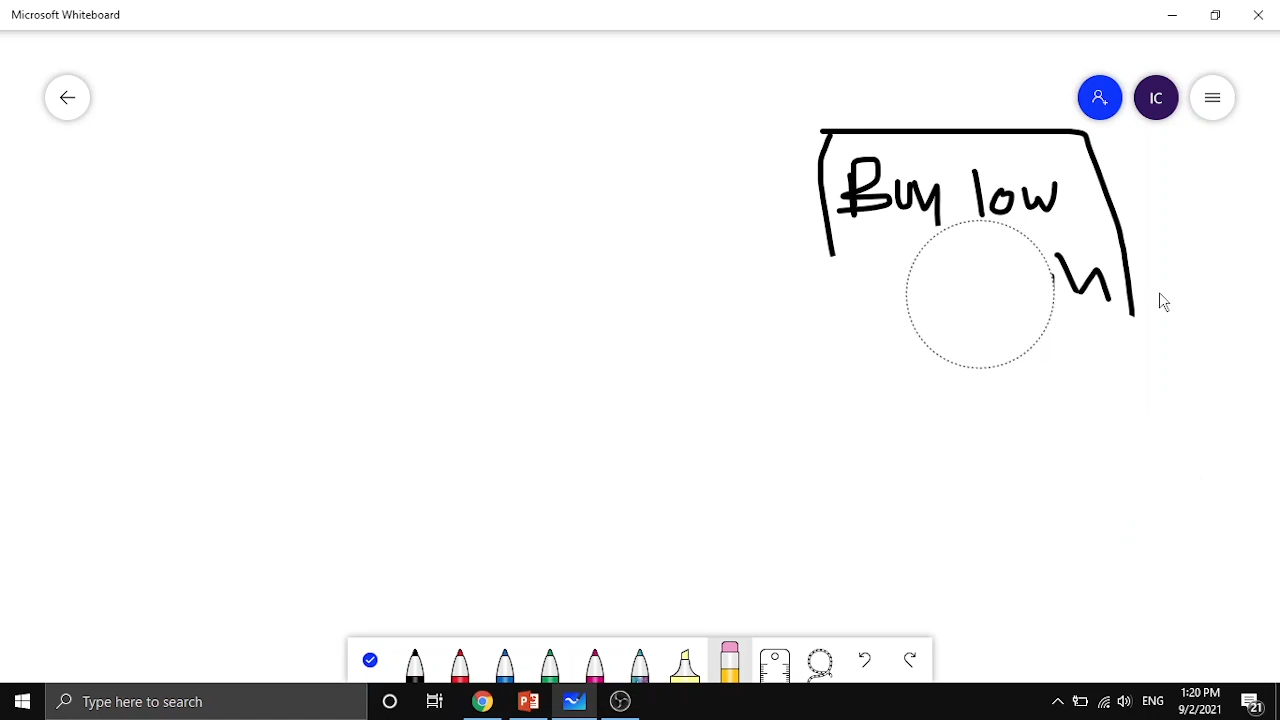 Microsoft Whiteboard
IC
Buy low
Type here to search
ENG
1:20 PM
9/2/2021
21